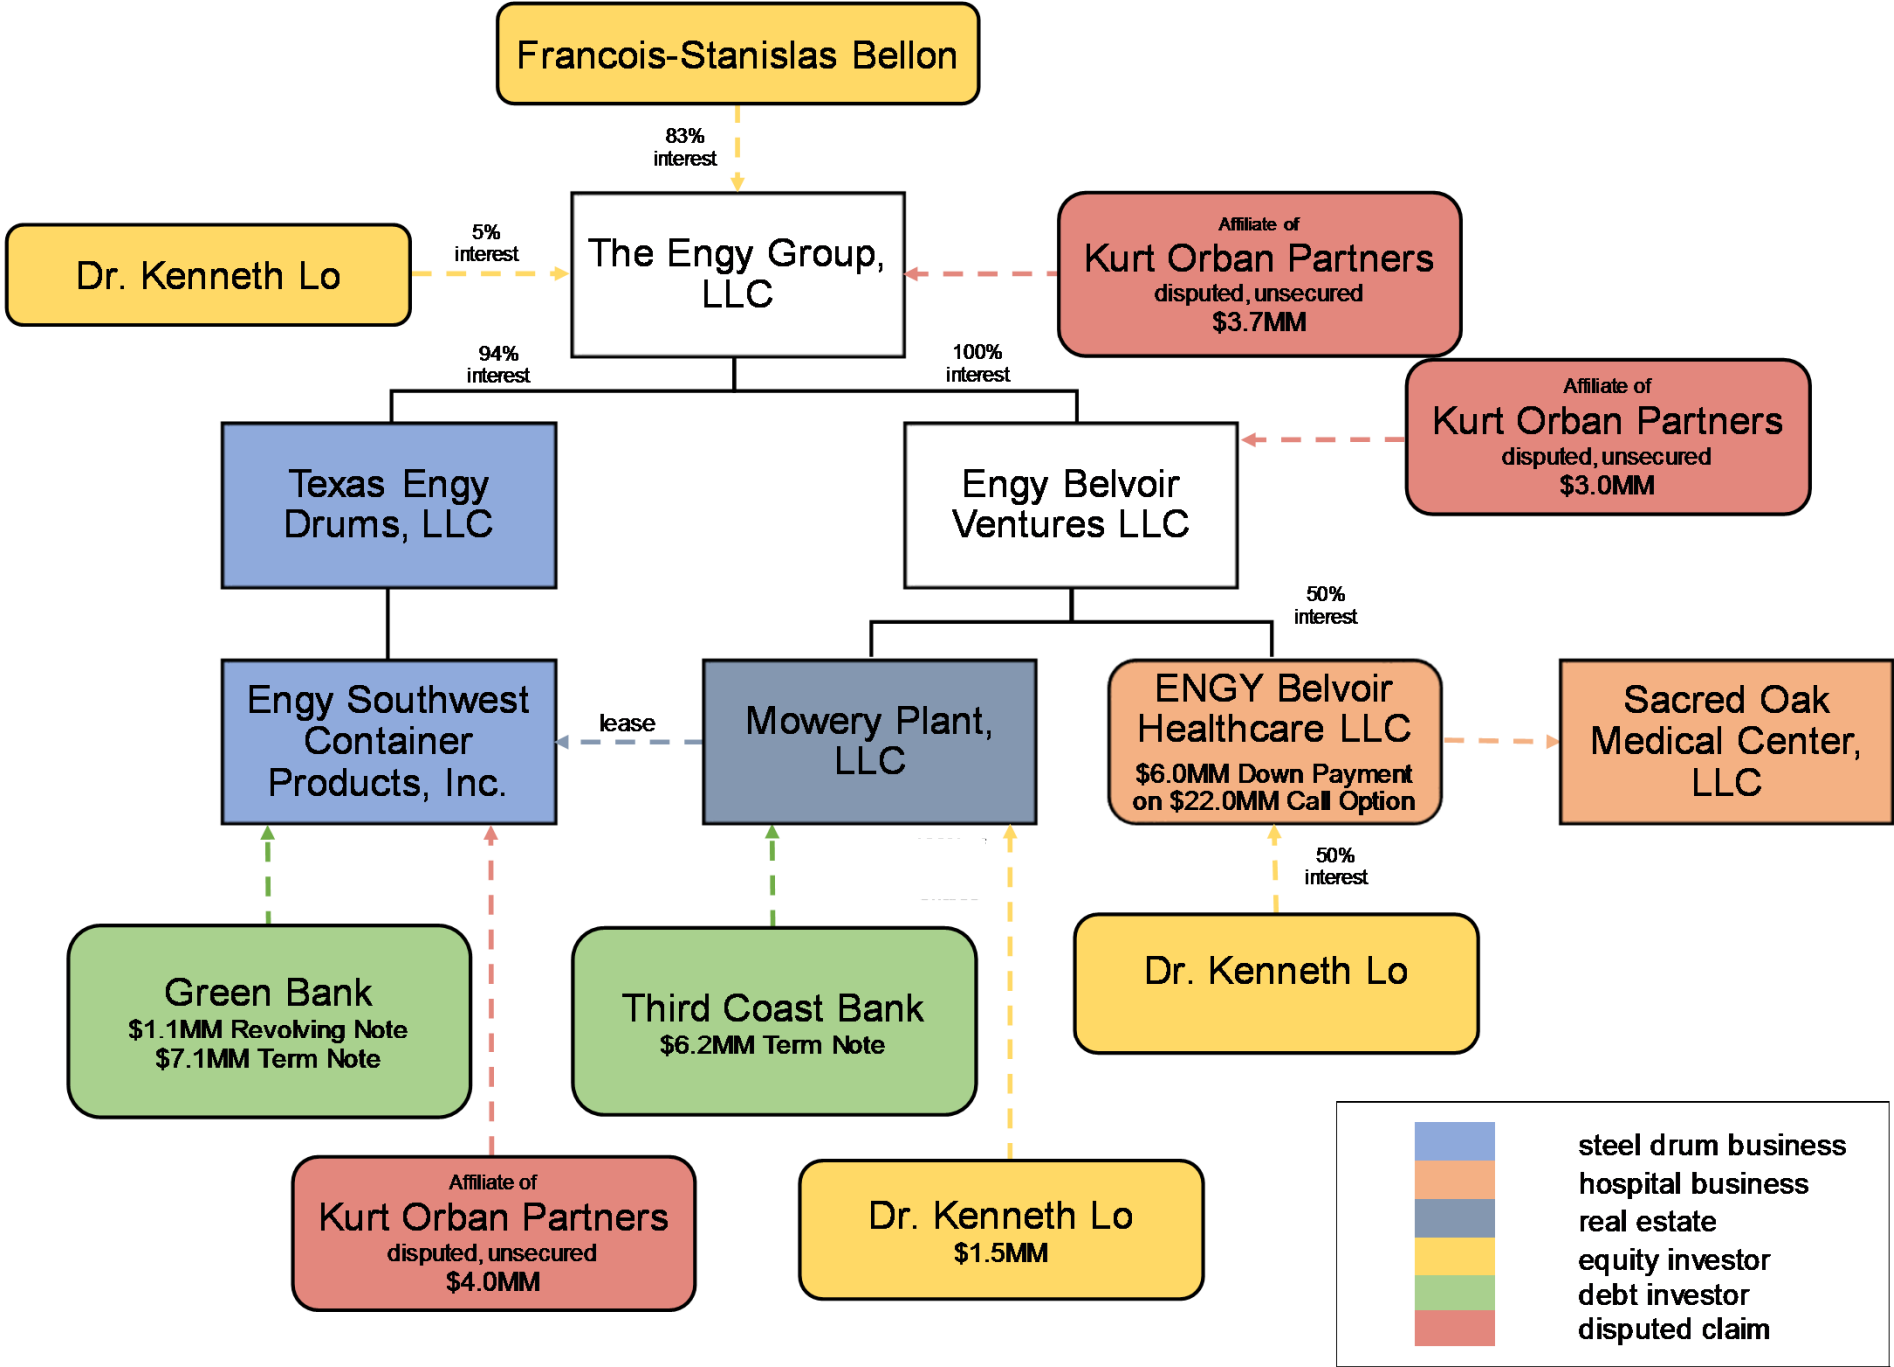 Francois-Stanislas Bellon
83%
interest
Dr. Kenneth Lo
5%
interest
The Engy Group,
LLC
Affiliate of
Kurt Orban Partners
disputed, unsecured
$3.7MM
94%
interest
100%
interest
Affiliate of
Kurt Orban Partners
disputed, unsecured
$3.0MM
Texas Engy
Drums, LLC
Engy Belvoir
Ventures LLC
50%
interest
Engy Southwest
Container
Products, Inc.
lease
Mowery Plant,
LLC
ENGY Belvoir
Healthcare LLC
$6.0MM Down Payment
on $22.0MM Call Option
Sacred Oak
Medical Center,
LLC
50%
interest
Green Bank
$1.1MM Revolving Note
$7.1MM Term Note
Third Coast Bank
$6.2MM Term Note
Dr. Kenneth Lo
Affiliate of
Kurt Orban Partners
disputed, unsecured
$4.0MM
Dr. Kenneth Lo
$1.5MM
steel drum business
hospital business
real estate
equity investor
debt investor
disputed claim